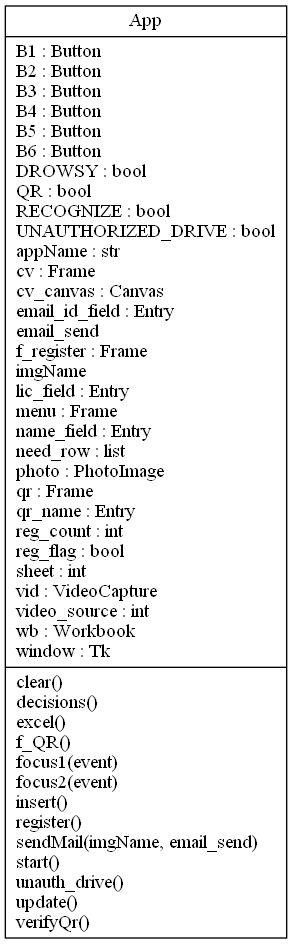 App
B1 : Button
B2 : Button
B3 : Button
B4 : Button
B5 : Button
B6 : Button
DROWSY : bool
QR : bool
RECOGNIZE : bool
UNAUTHORIZED_DRIVE : bool
appName : str
cv : Frame
cv_canvas : Canvas
email_id_field : Entry
email_send
f_register : Frame
imgName
lic_field : Entry
menu : Frame
name_field : Entry
need_row : list
photo : PhotoImage
qr : Frame
qr_name : Entry
reg_count : int
reg_flag : bool
sheet : int
vid : VideoCapture
video_source : int
wb : Workbook
window : Tk
clear()
decisions()
excel()
f_QR()
focus1(event)
focus2(event)
insert()
register()
sendMail(imgName, email_send)
start()
unauth_drive()
update()
verifyQr()